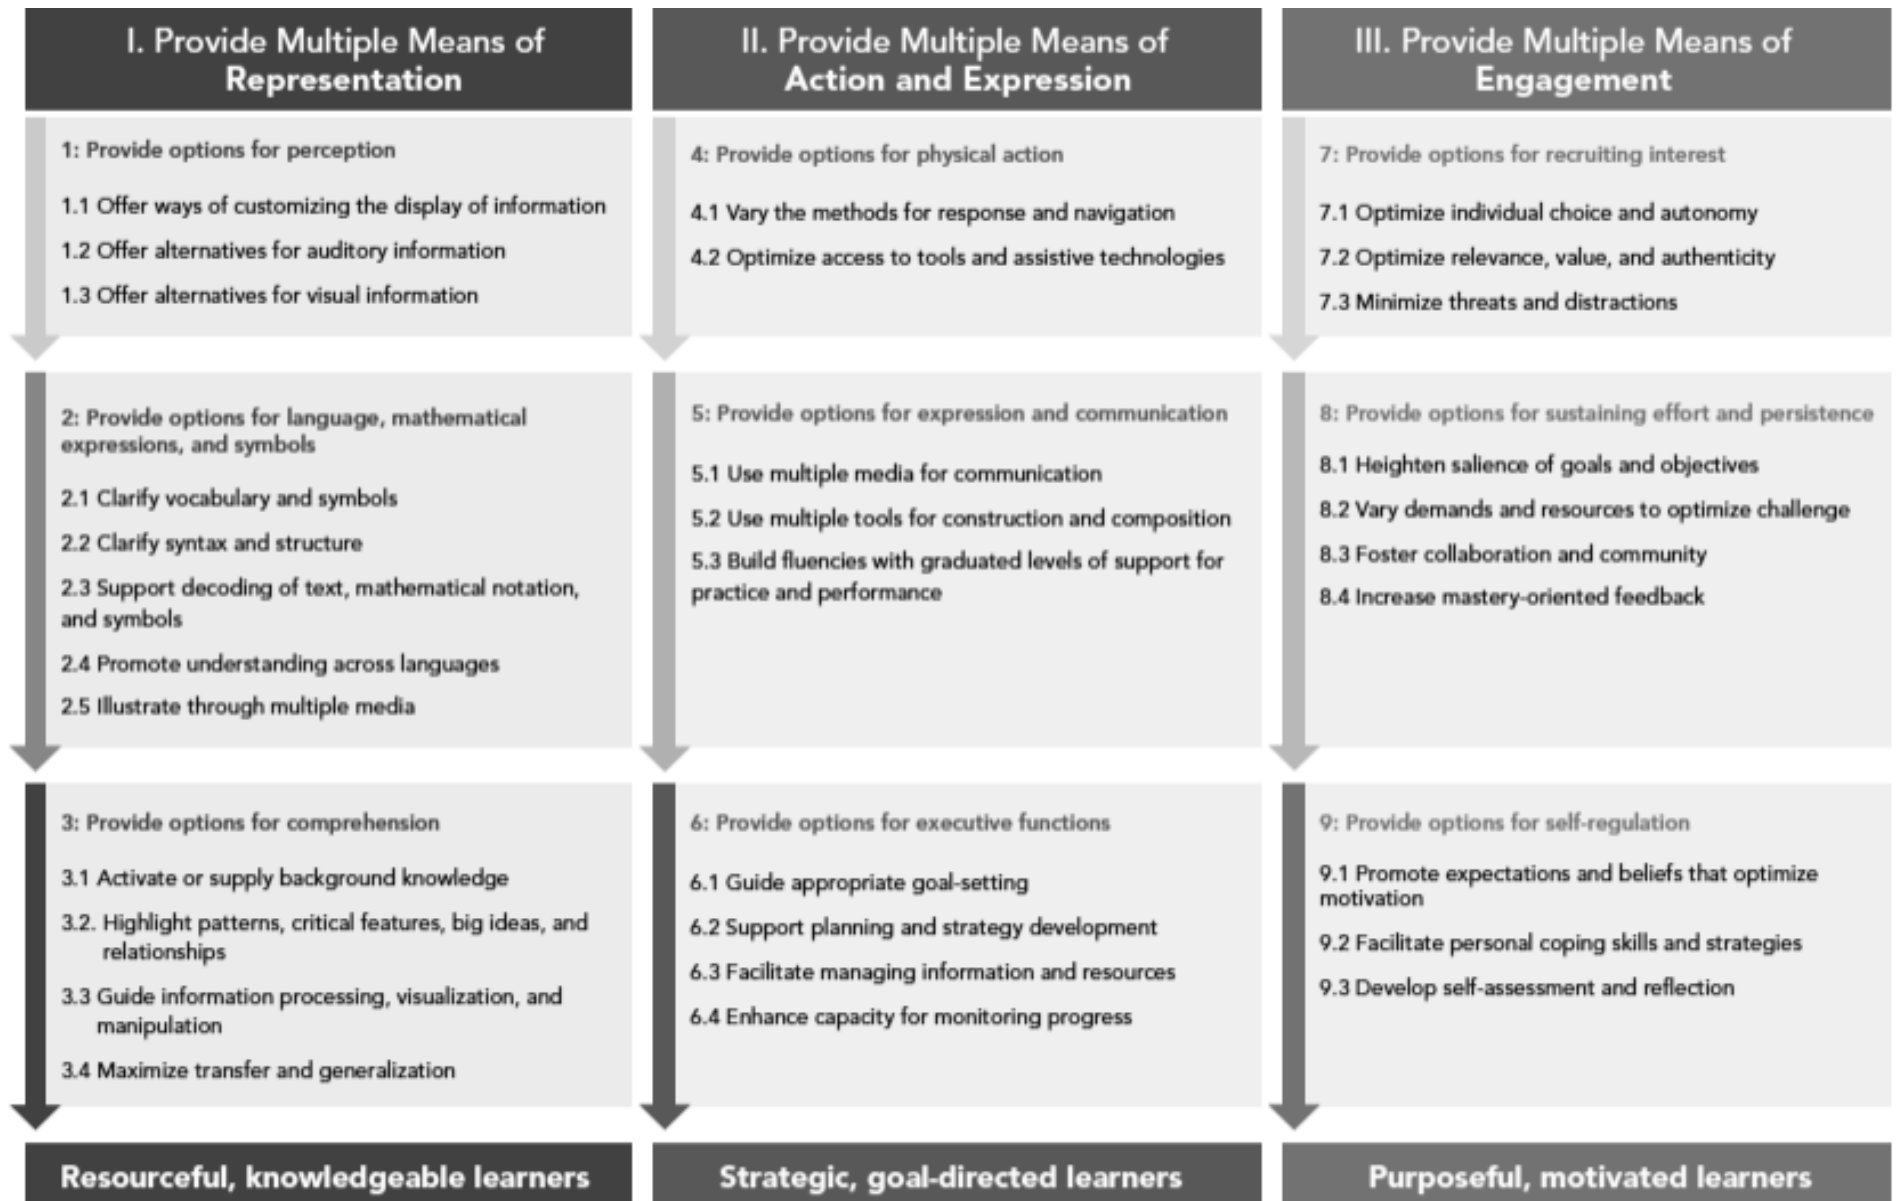 I. Provide Multiple Means of
Representation
1: Provide options for perception
1.1 Offer ways of customizing the display of information
1.2 Offer alternatives for auditory information
1.3 Offer alternatives for visual information
2: Provide options for language, mathematical
expressions, and symbols
2.1 Clarify vocabulary and symbols
2.2 Clarify syntax and structure
2.3 Support decoding of text, mathematical notation,
and symbols
2.4 Promote understanding across languages
2.5 Illustrate through multiple media
3: Provide options for comprehension
3.1 Activate or supply background knowledge
3.2. Highlight patterns, critical features, big ideas, and
relationships
3.3 Guide information processing, visualization, and
manipulation
3.4 Maximize transfer and generalization
Resourceful, knowledgeable learners
II. Provide Multiple Means of
Action and Expression
4: Provide options for physical action
4.1 Vary the methods for response and navigation
4.2 Optimize access to tools and assistive technologies
5: Provide options for expression and communication
5.1 Use multiple media for communication
5.2 Use multiple tools for construction and composition
5.3 Build fluencies with graduated levels of support for
practice and performance
6: Provide options for executive functions
6.1 Guide appropriate goal-setting
6.2 Support planning and strategy development
6.3 Facilitate managing information and resources
6.4 Enhance capacity for monitoring progress
Strategic, goal-directed learners
III. Provide Multiple Means of
Engagement
7: Provide options for recruiting interest
7.1 Optimize individual choice and autonomy
7.2 Optimize relevance, value, and authenticity
7.3 Minimize threats and distractions
8: Provide options for sustaining effort and persistence
8.1 Heighten salience of goals and objectives
8.2 Vary demands and resources to optimize challenge
8.3 Foster collaboration and community
8.4 Increase mastery-oriented feedback
9: Provide options for self-regulation
9.1 Promote expectations and beliefs that optimize
motivation
9.2 Facilitate personal coping skills and strategies
9.3 Develop self-assessment and reflection
Purposeful, motivated learners